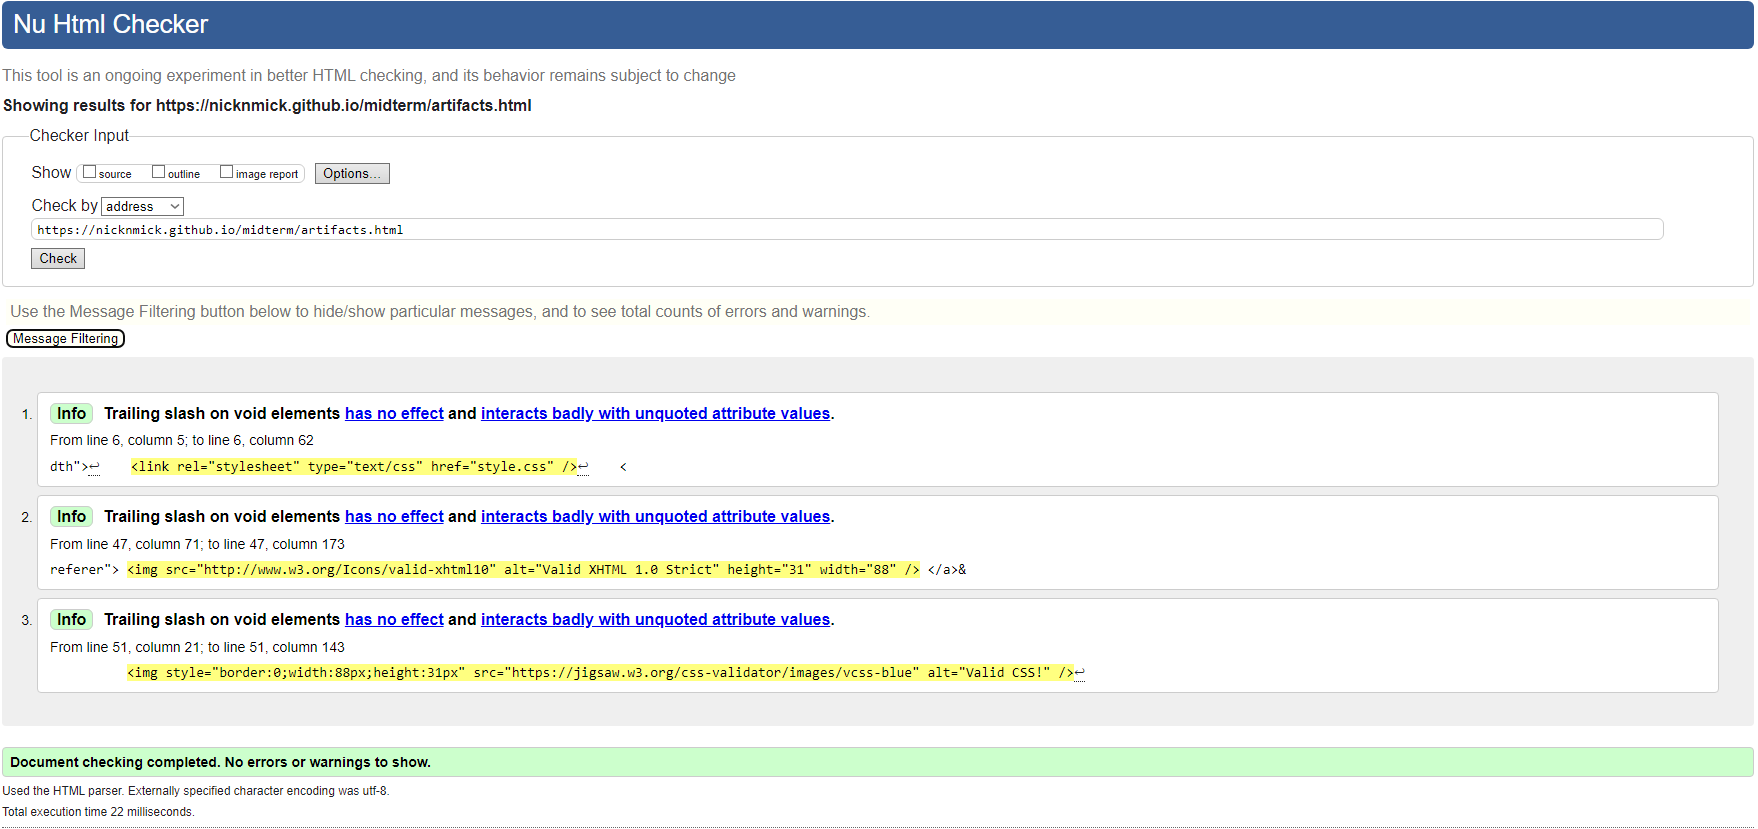 Nu Html Checker
This tool is an ongoing experiment in better HTML checking, and its behavior remains subject to change
Showing results for https://nicknmick.github.io/midterm/artifacts.html
Checker Input
Show source outline image report Options...
Check by address
https://nicknmick.github.io/midterm/artifacts.html
Check
Use the Message Filtering button below to hide/show particular messages, and to see total counts of errors and warnings.
Message Filtering
1. Info Trailing slash on void elements has no effect and interacts badly with unquoted attribute values.
From line 6, column 5; to line 6, column 62
dth">↩ <link rel="stylesheet" type="text/css" href="style.css" />↩ <
2. Info Trailing slash on void elements has no effect and interacts badly with unquoted attribute values.
From line 47, column 71; to line 47, column 173
referer"> <img src="http://www.w3.org/Icons/valid-xhtml10" alt="Valid XHTML 1.0 Strict" height="31" width="88" /> </a>&
3. Info Trailing slash on void elements has no effect and interacts badly with unquoted attribute values.
From line 51, column 21; to line 51, column 143
<img style="border:0;width:88px;height:31px" src="https://jigsaw.w3.org/css-validator/images/vcss-blue" alt="Valid CSS!" />↩
Document checking completed. No errors or warnings to show.
Used the HTML parser. Externally specified character encoding was utf-8.
Total execution time 22 milliseconds.